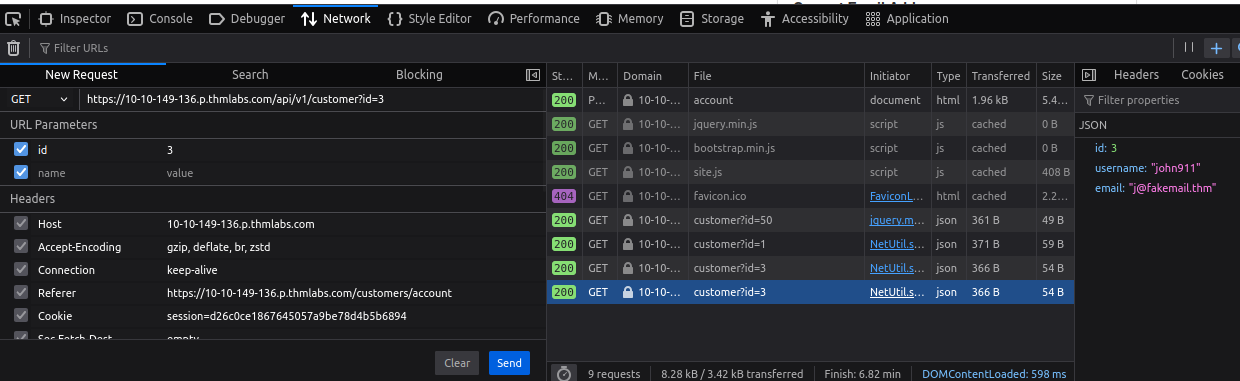 Inspector Console Debugger Network Style Editor Performance Memory Storage Accessibility Application
Filter URLs
New Request Search Blocking
GET https://10-10-149-136.p.thmlabs.com/api/v1/customer?id=3
URL Parameters
id 3
name value
Headers
Host 10-10-149-136.p.thmlabs.com
Accept-Encoding gzip, deflate, br, zstd
Connection keep-alive
Referer https://10-10-149-136.p.thmlabs.com/customers/account
Cookie session=d26c0ce1867645057a9be78d4b5b6894
Sec-Fetch-Dest empty
Clear Send
St... M... Domain File Initiator Type Transferred Size
200 P... 10-10-... account document html 1.96 kB 5.4...
200 GET 10-10-... jquery.min.js script js cached 0 B
200 GET 10-10-... bootstrap.min.js script js cached 0 B
200 GET 10-10-... site.js script js cached 408 B
404 GET 10-10-... favicon.ico FaviconL... html cached 2.2...
200 GET 10-10-... customer?id=50 jquery.m... json 361 B 49 B
200 GET 10-10-... customer?id=1 NetUtil.s... json 371 B 59 B
200 GET 10-10-... customer?id=3 NetUtil.s... json 366 B 54 B
200 GET 10-10-... customer?id=3 NetUtil.s... json 366 B 54 B
9 requests 8.28 kB / 3.42 kB transferred Finish: 6.82 min DOMContentLoaded: 598 ms
Headers Cookies
Filter properties
JSON
id: 3
username: "john911"
email: "j@fakemail.thm"